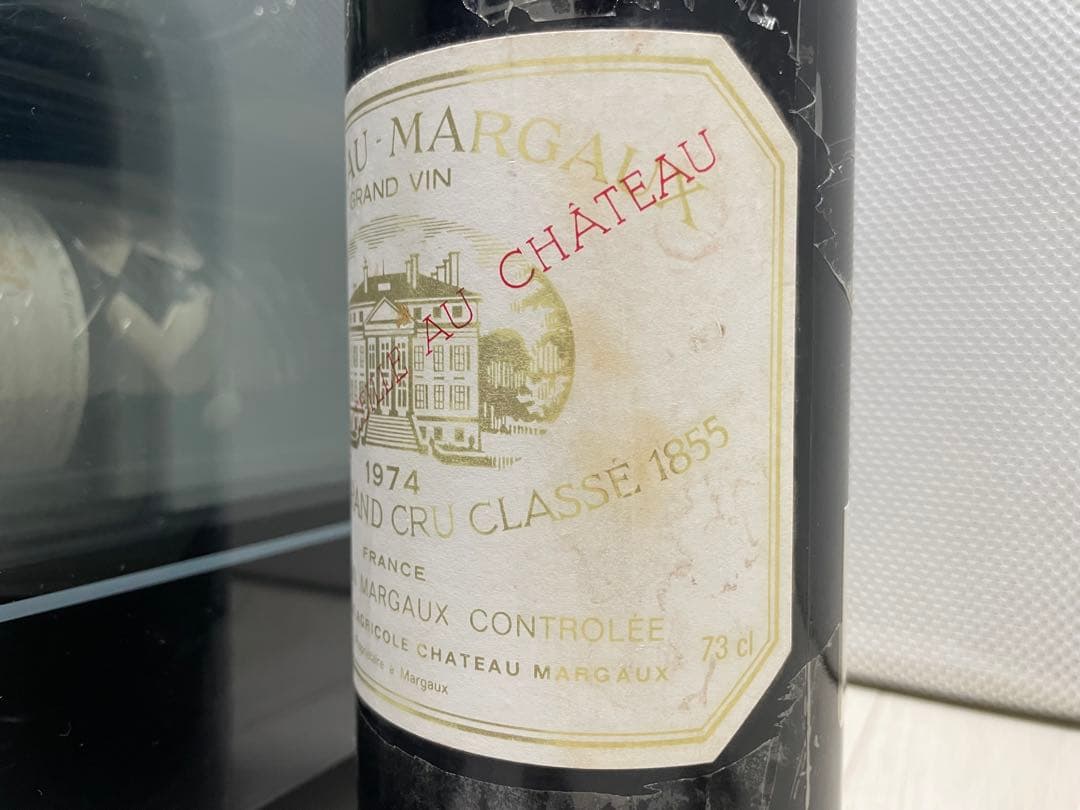 AU-MARGAUX
GRAND VIN
AU CHÂTEAU
1974
AND CRU CLASSÉ 1855
FRANCE
MARGAUX CONTROLÉE
AGRICOLE CHATEAU MARGAUX
73 cl
à Margaux